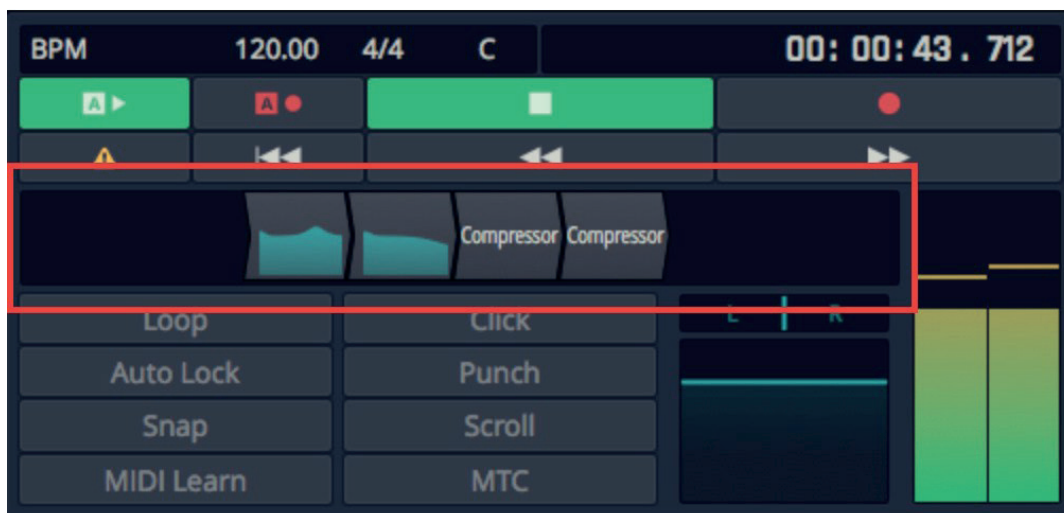 BPM 120.00 4/4 C 00: 00: 43 . 712
A A
Compressor Compressor
Loop Click L R
Auto Lock Punch
Snap Scroll
MIDI Learn MTC